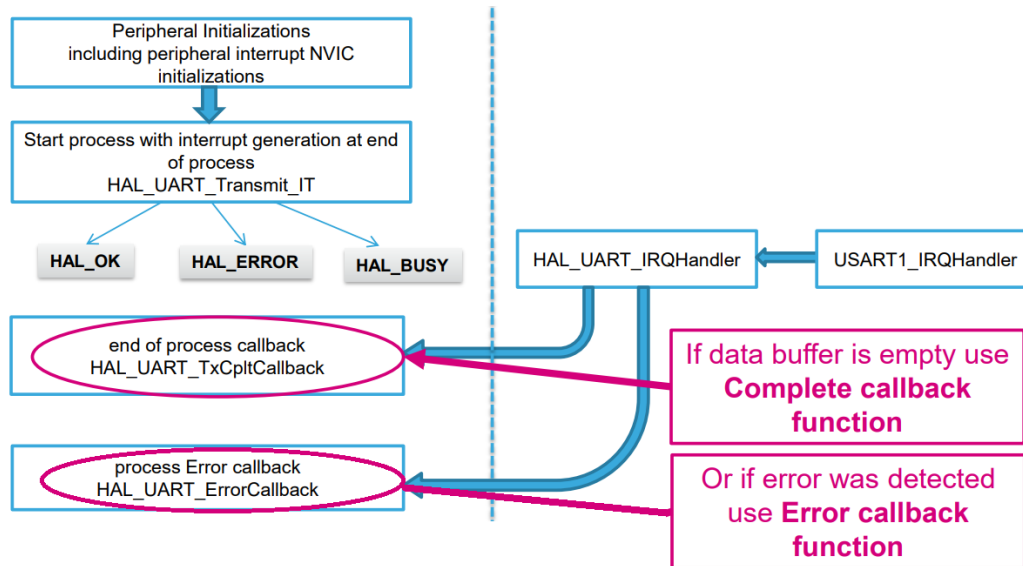 Peripheral Initializations
including peripheral interrupt NVIC
initializations
Start process with interrupt generation at end
of process
HAL_UART_Transmit_IT
HAL_OK
HAL_ERROR
HAL_BUSY
HAL_UART_IRQHandler
USART1_IRQHandler
end of process callback
HAL_UART_TxCpltCallback
If data buffer is empty use
Complete callback
function
process Error callback
HAL_UART_ErrorCallback
Or if error was detected
use Error callback
function